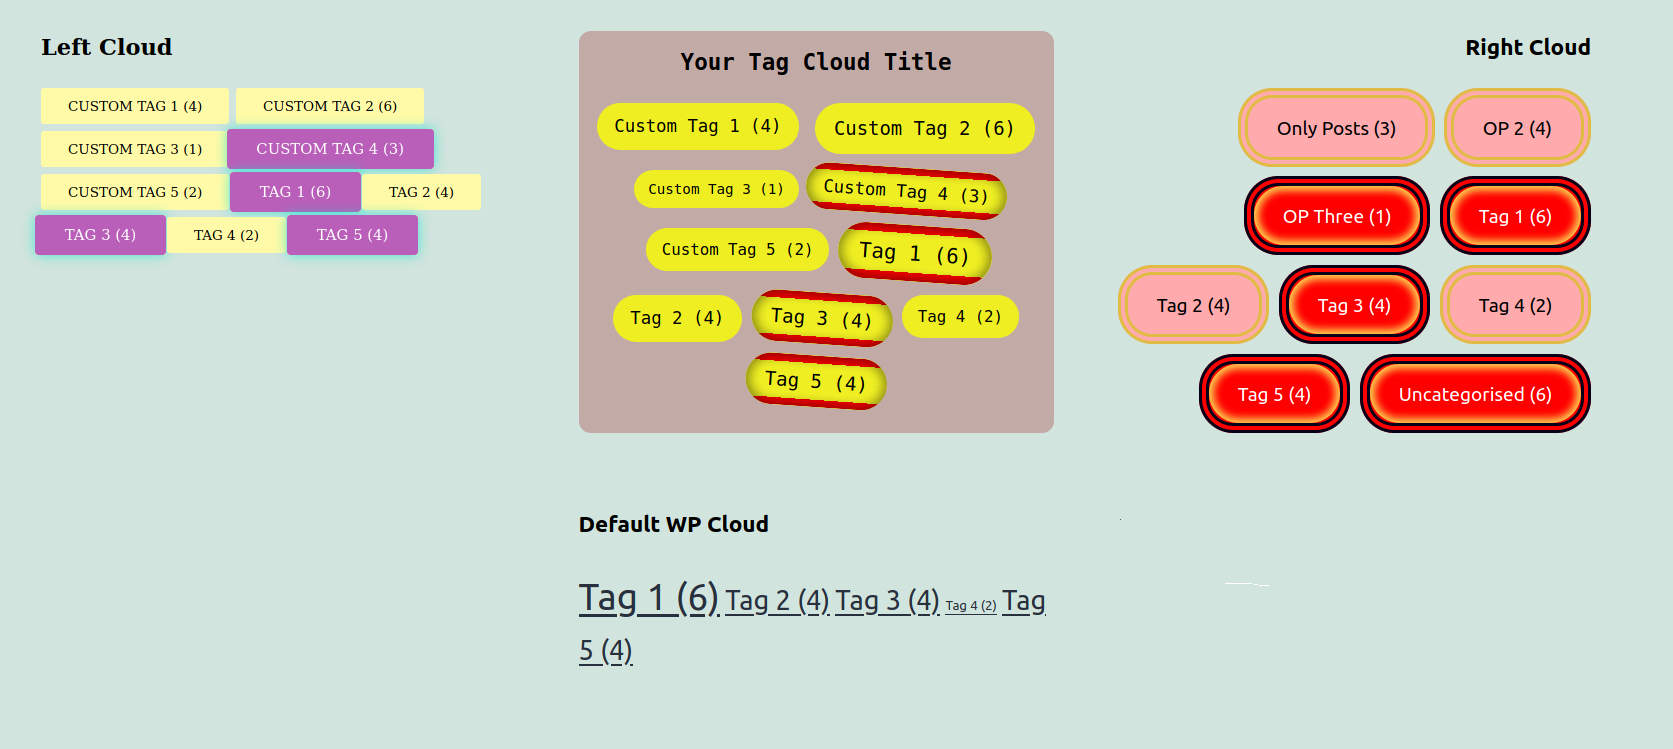 Left Cloud
CUSTOM TAG 1 (4) CUSTOM TAG 2 (6)
CUSTOM TAG 3 (1) CUSTOM TAG 4 (3)
CUSTOM TAG 5 (2) TAG 1 (6) TAG 2 (4)
TAG 3 (4) TAG 4 (2) TAG 5 (4)
Your Tag Cloud Title
Custom Tag 1 (4) Custom Tag 2 (6)
Custom Tag 3 (1) Custom Tag 4 (3)
Custom Tag 5 (2) Tag 1 (6)
Tag 2 (4) Tag 3 (4) Tag 4 (2)
Tag 5 (4)
Right Cloud
Only Posts (3) OP 2 (4)
OP Three (1) Tag 1 (6)
Tag 2 (4) Tag 3 (4) Tag 4 (2)
Tag 5 (4) Uncategorised (6)
Default WP Cloud
Tag 1 (6) Tag 2 (4) Tag 3 (4) Tag 4 (2) Tag
5 (4)